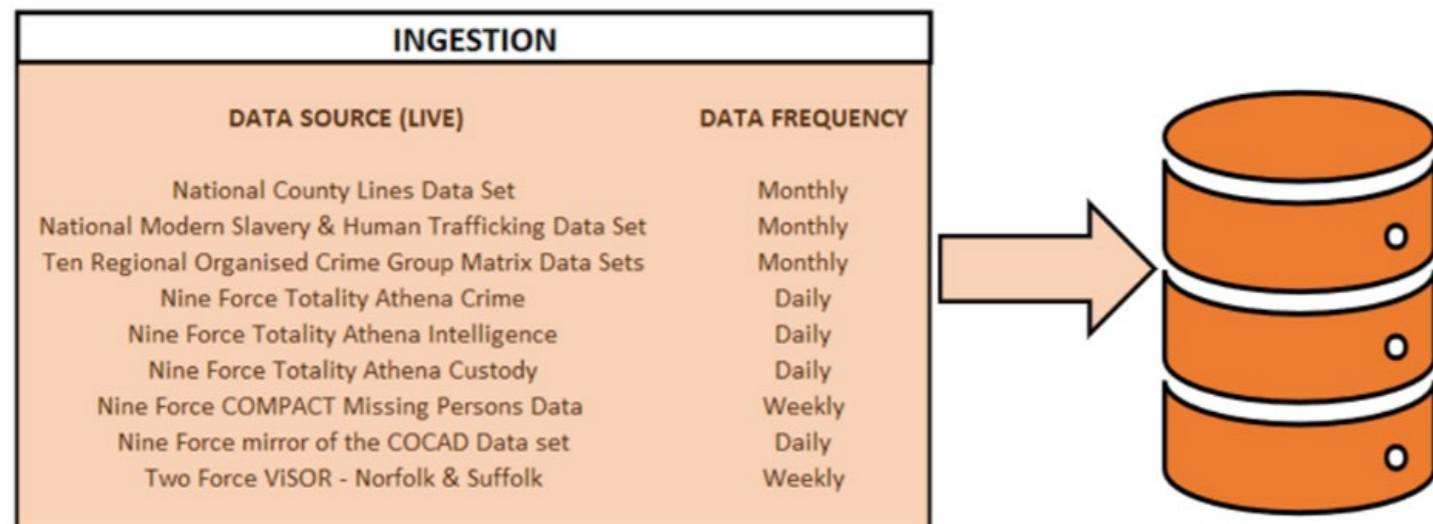 INGESTION
DATA SOURCE (LIVE) DATA FREQUENCY
National County Lines Data Set Monthly
National Modern Slavery & Human Trafficking Data Set Monthly
Ten Regional Organised Crime Group Matrix Data Sets Monthly
Nine Force Totality Athena Crime Daily
Nine Force Totality Athena Intelligence Daily
Nine Force Totality Athena Custody Daily
Nine Force COMPACT Missing Persons Data Weekly
Nine Force mirror of the COCAD Data set Daily
Two Force ViSOR - Norfolk & Suffolk Weekly